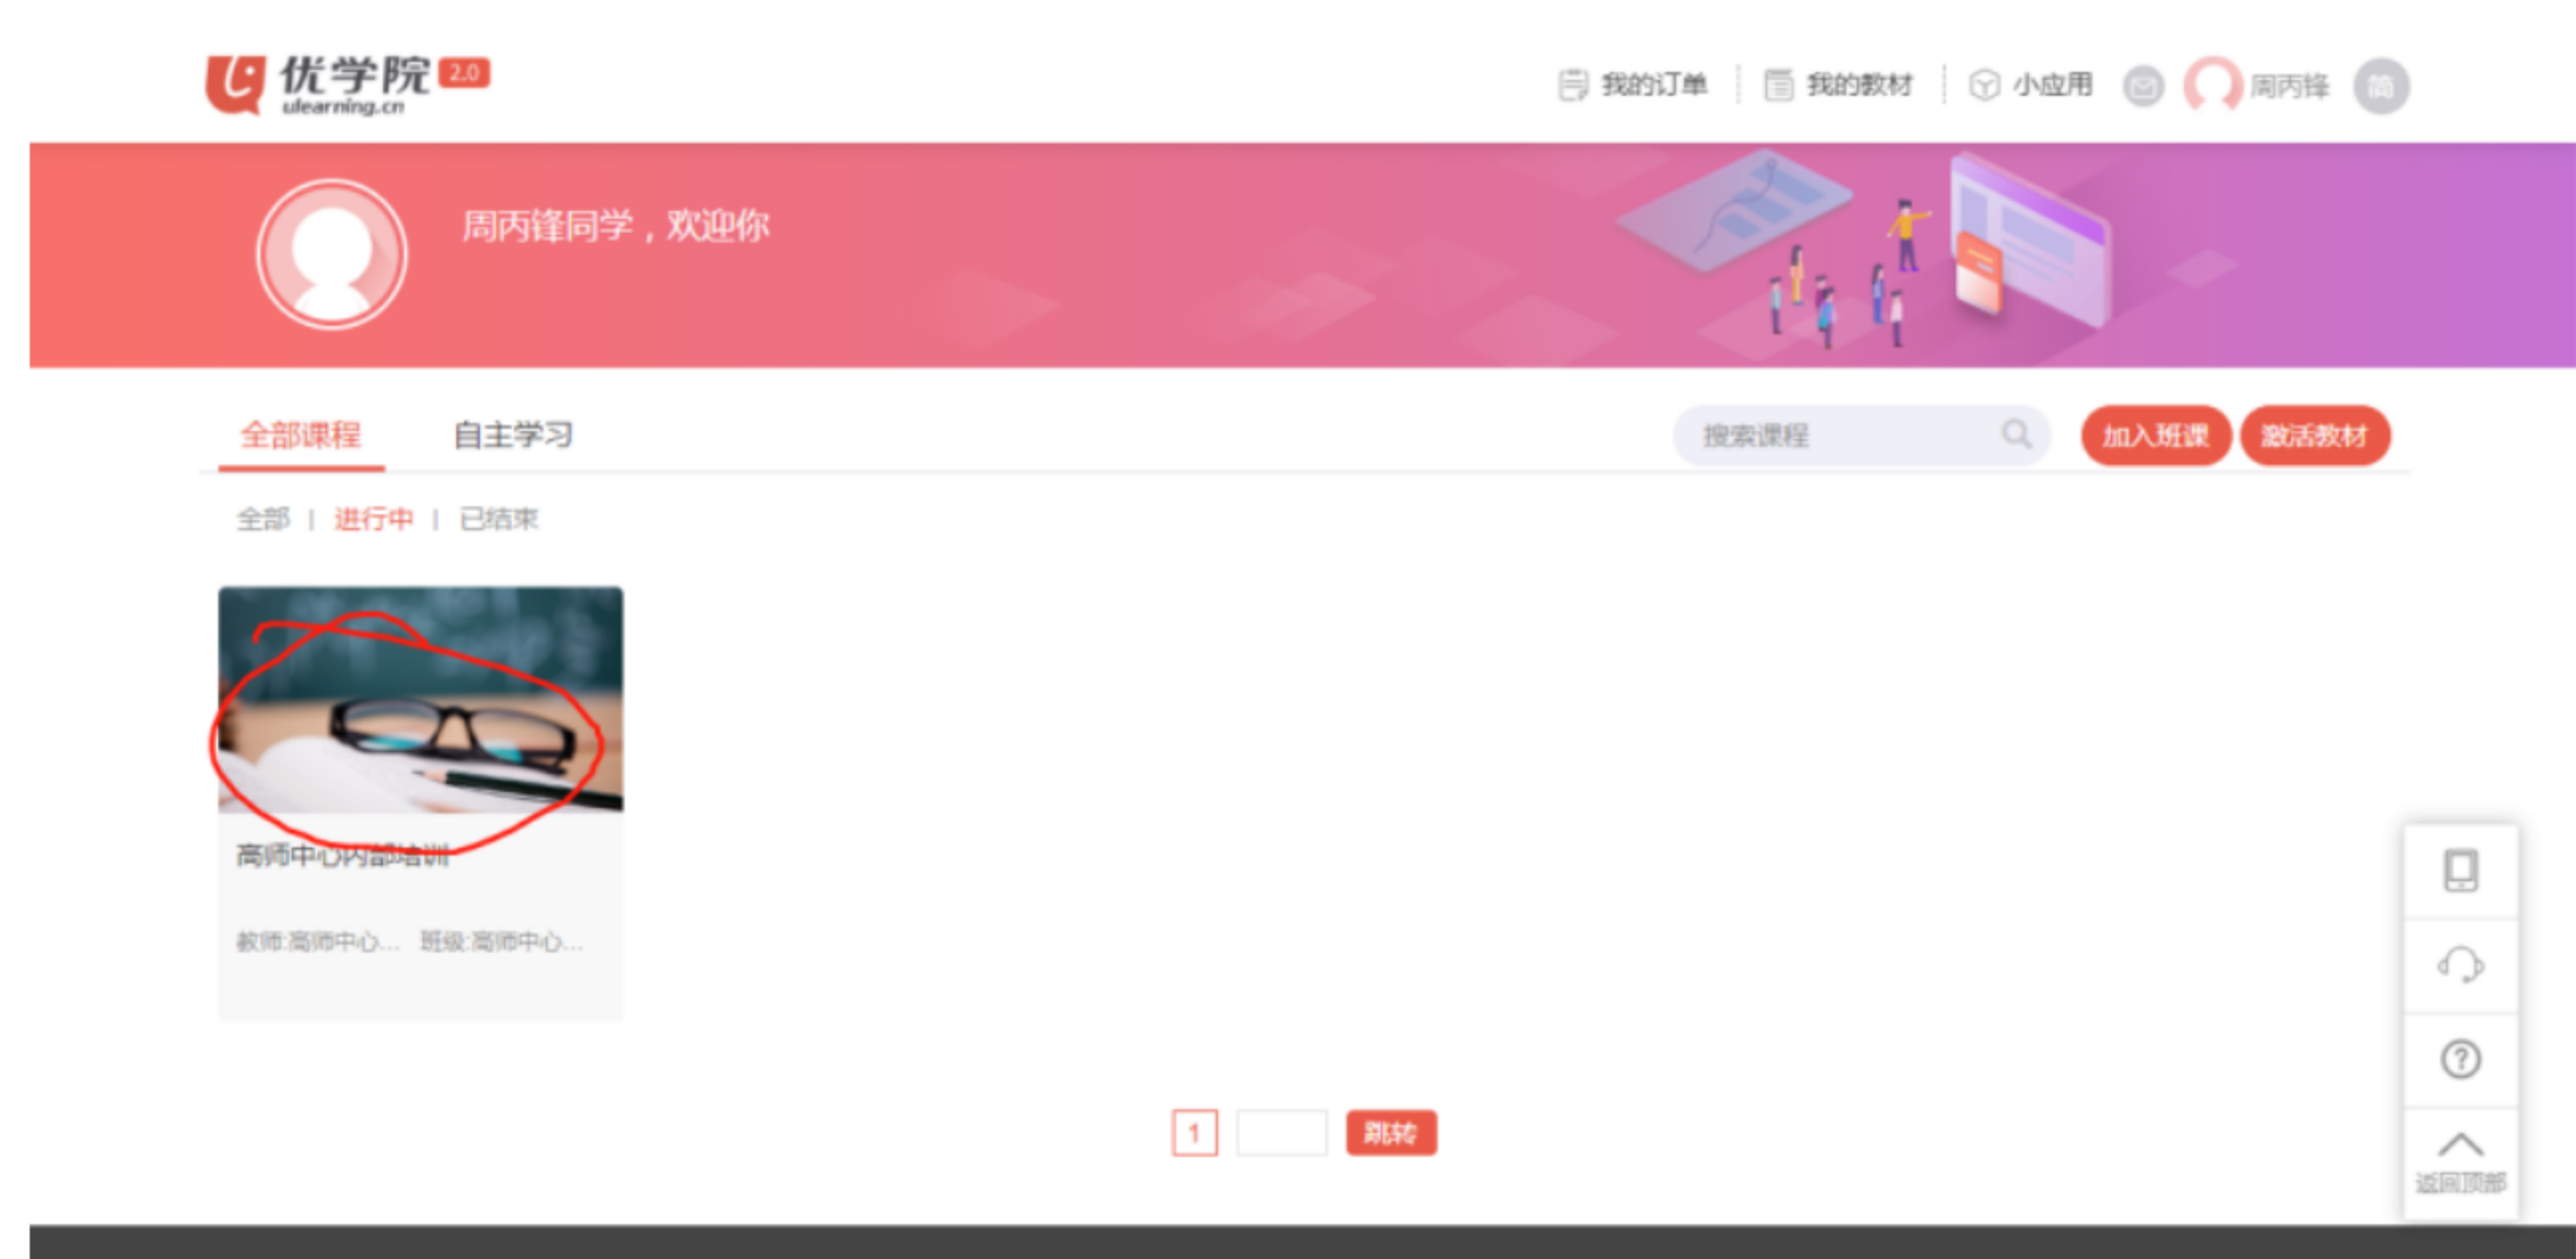 优学院 2.0
ulearning.cn
我的订单 我的教材 小应用 周丙锋 简
周丙锋同学，欢迎你
全部课程 自主学习 搜索课程 加入班课 激活教材
全部 | 进行中 | 已结束
高师中心内部培训
教师:高师中心... 班级:高师中心...
1 跳转
返回顶部